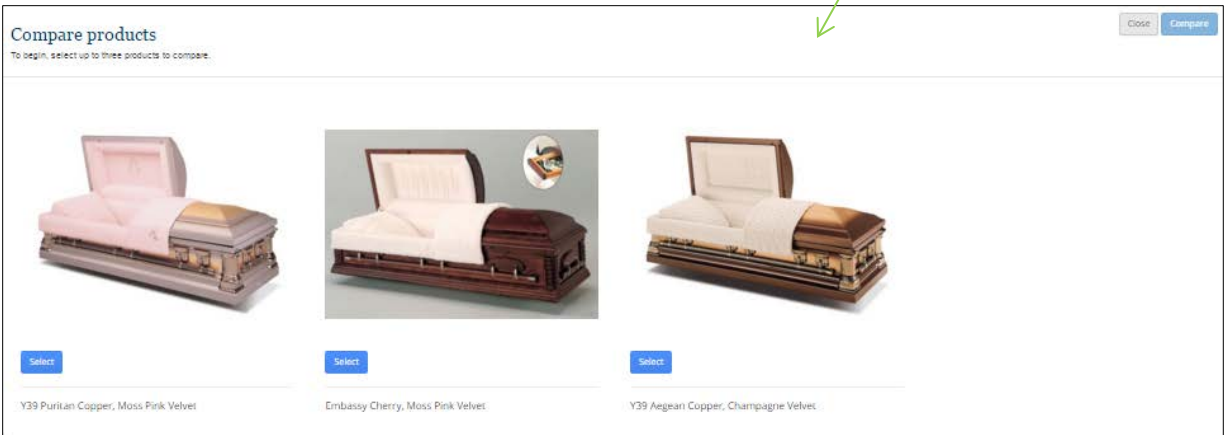 Compare products
Close
Compare
To begin, select up to three products to compare.
Select
Select
Select
Y39 Puritan Copper, Moss Pink Velvet
Embassy Cherry, Moss Pink Velvet
Y39 Aegean Copper, Champagne Velvet